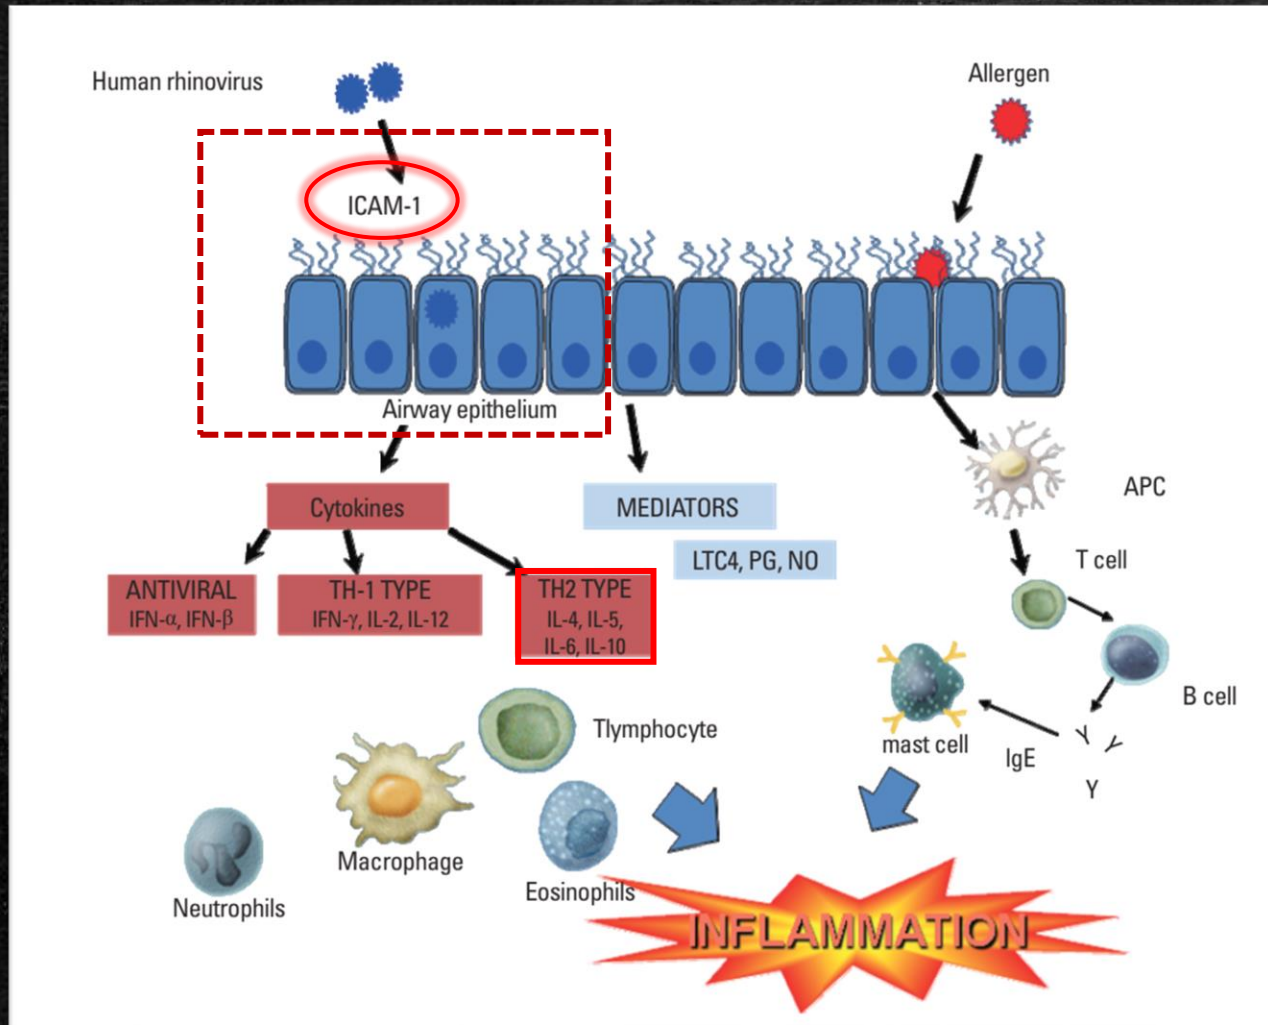 Human rhinovirus
Allergen
ICAM-1
Airway epithelium
Cytokines
MEDIATORS
LTC4, PG, NO
APC
T cell
ANTIVIRAL
IFN-α, IFN-β
TH-1 TYPE
IFN-γ, IL-2, IL-12
TH2 TYPE
IL-4, IL-5,
IL-6, IL-10
B cell
Tlymphocyte
mast cell
IgE
Y
Macrophage
Eosinophils
Neutrophils
INFLAMMATION